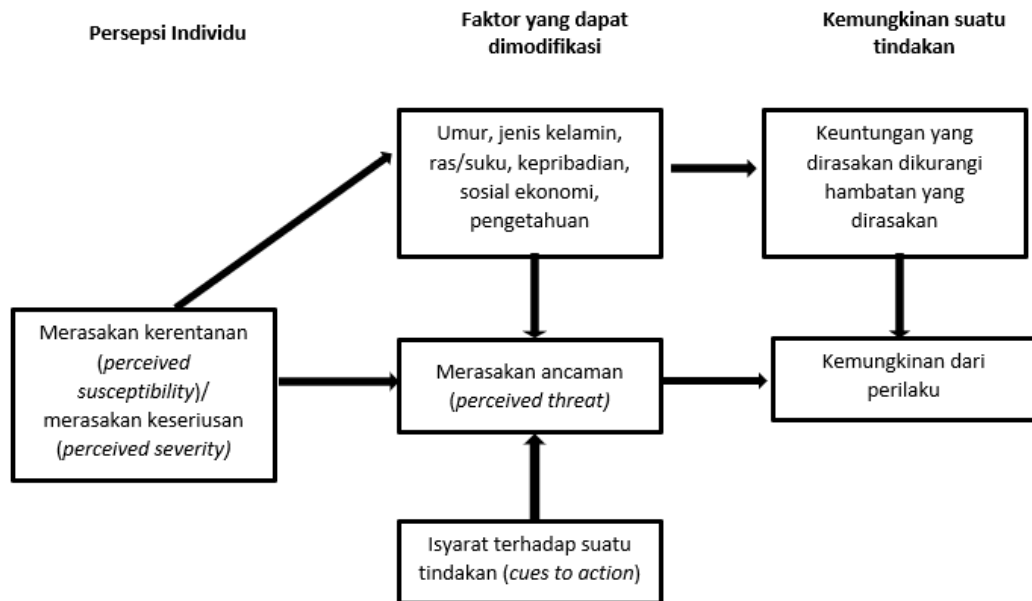 Persepsi Individu
Faktor yang dapat
dimodifikasi
Kemungkinan suatu
tindakan
Umur, jenis kelamin,
ras/suku, kepribadian,
sosial ekonomi,
pengetahuan
Keuntungan yang
dirasakan dikurangi
hambatan yang
dirasakan
Merasakan kerentanan
(perceived
susceptibility)/
merasakan keseriusan
(perceived severity)
Merasakan ancaman
(perceived threat)
Kemungkinan dari
perilaku
Isyarat terhadap suatu
tindakan (cues to action)